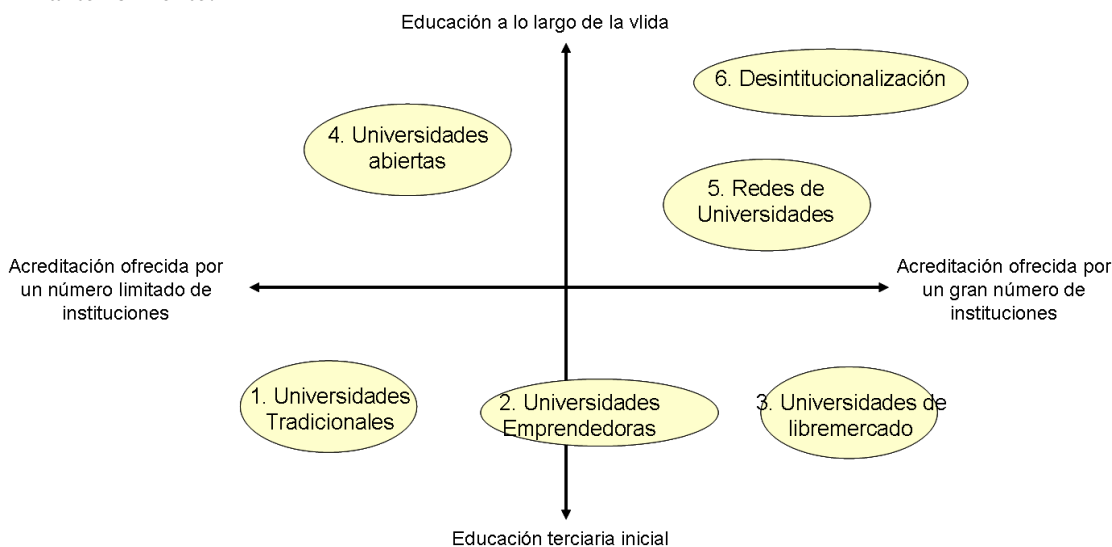 Educación a lo largo de la vlida
6. Desintitucionalización
4. Universidades
abiertas
5. Redes de
Universidades
Acreditación ofrecida por
un número limitado de
instituciones
Acreditación ofrecida por
un gran número de
instituciones
1. Universidades
Tradicionales
2. Universidades
Emprendedoras
3. Universidades de
libremercado
Educación terciaria inicial